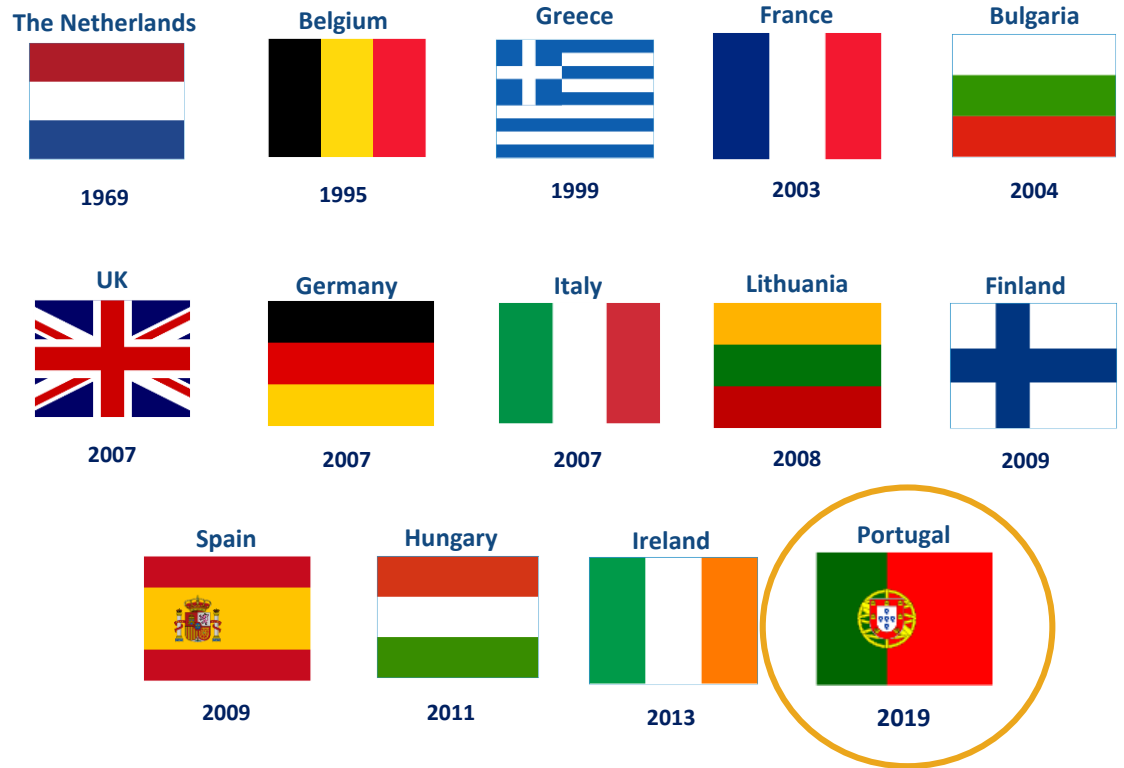 The Netherlands Belgium Greece France Bulgaria
1969 1995 1999 2003 2004
UK Germany Italy Lithuania Finland
2007 2007 2007 2008 2009
Spain Hungary Ireland Portugal
2009 2011 2013 2019